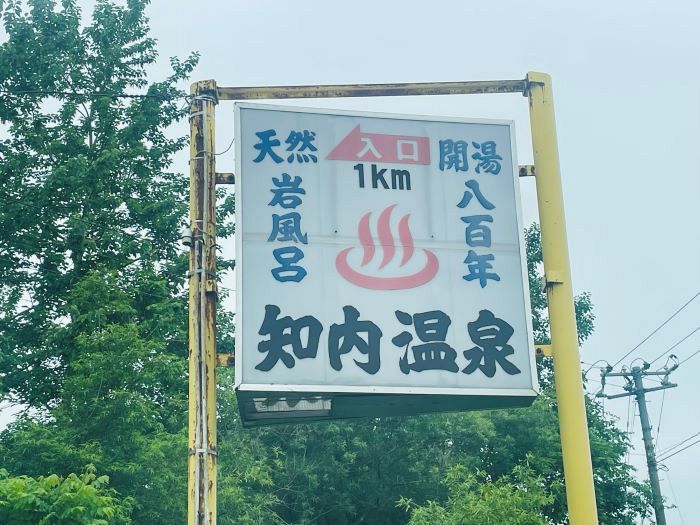 入口
1km
開湯八百年
天然岩風呂
知内温泉